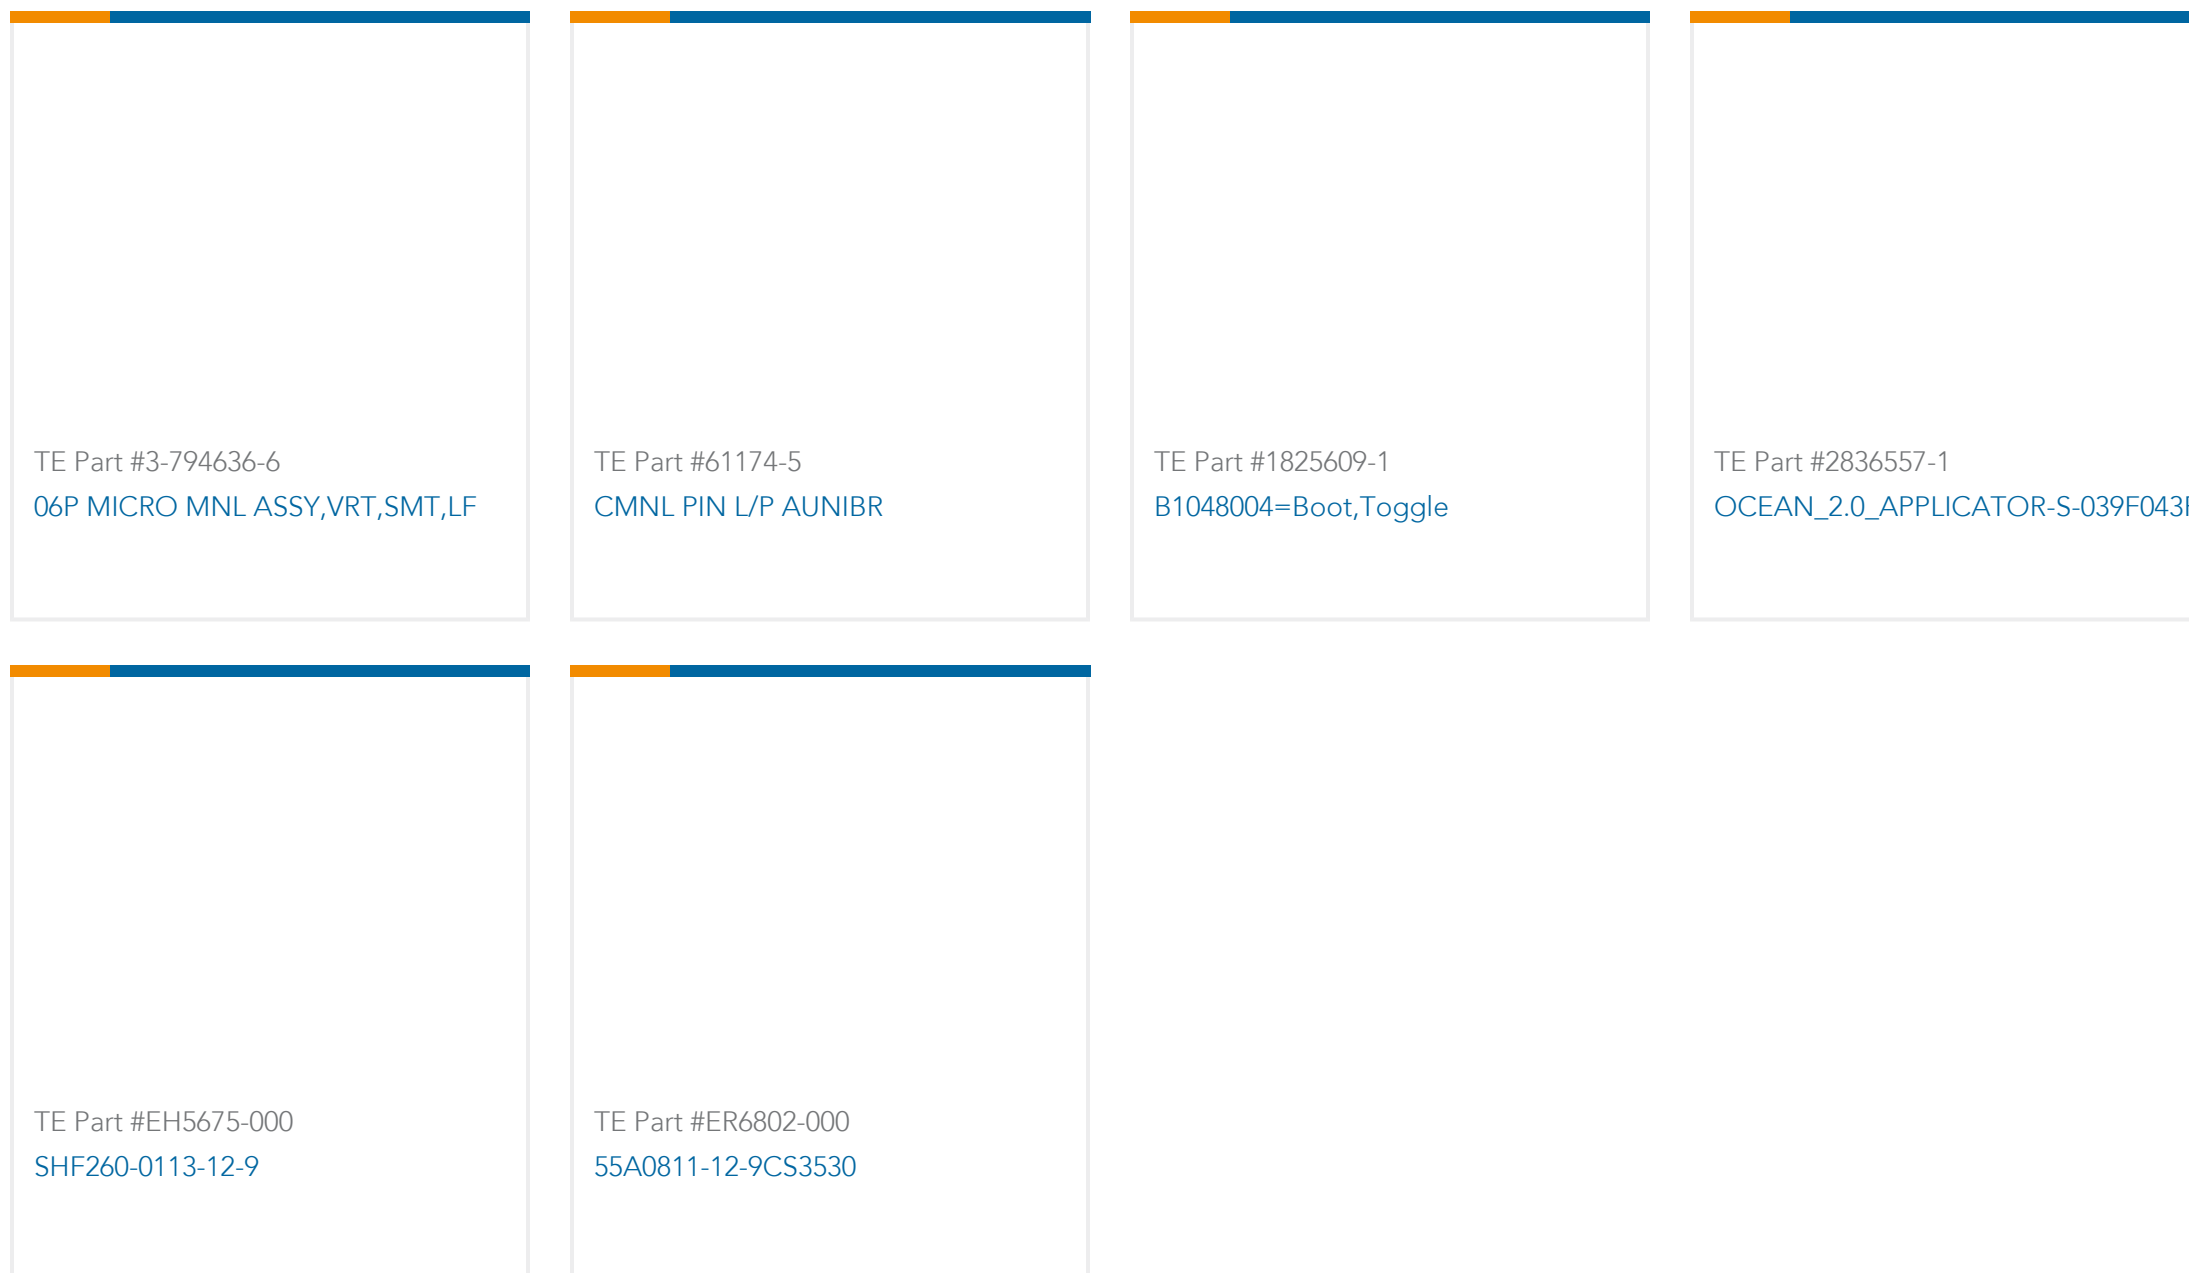 TE Part #3-794636-6
06P MICRO MNL ASSY,VRT,SMT,LF
TE Part #61174-5
CMNL PIN L/P AUNIBR
TE Part #1825609-1
B1048004=Boot,Toggle
TE Part #2836557-1
OCEAN_2.0_APPLICATOR-S-039F043
TE Part #EH5675-000
SHF260-0113-12-9
TE Part #ER6802-000
55A0811-12-9CS3530